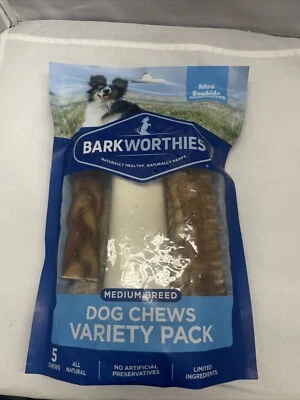 Natural
Rawhide
BARKWORTHIES
NATURALLY HEALTHY. NATURALLY HAPPY.
MEDIUM BREED
DOG CHEWS
VARIETY PACK
5
CHEWS
ALL
NATURAL
NO ARTIFICIAL
PRESERVATIVES
LIMITED
INGREDIENTS